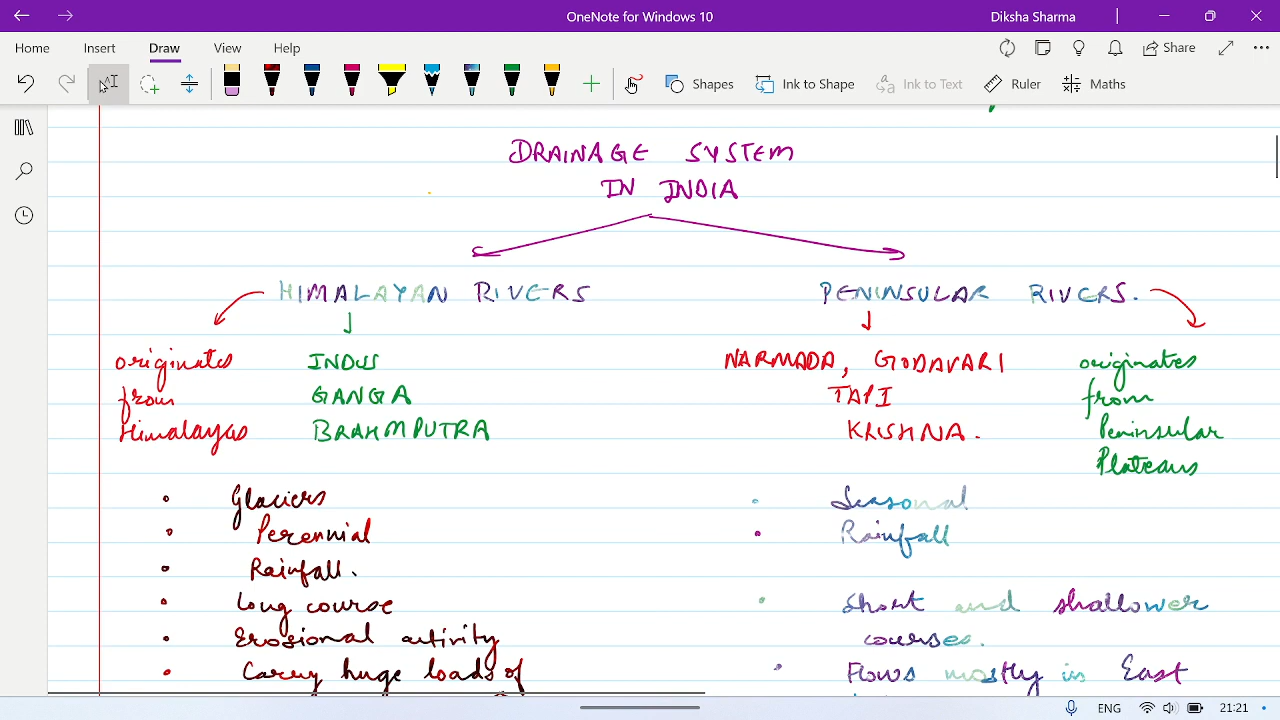 OneNote for Windows 10
Diksha Sharma
Home Insert Draw View Help
Share
Shapes Ink to Shape Ink to Text Ruler Maths
DRAINAGE SYSTEM
IN INDIA
HIMALAYAN RIVERS
PENINSULAR RIVERS.
originates
from
Himalayas
INDUS
GANGA
BRAHMPUTRA
NARMADA, GODAVARI
TAPI
KRISHNA.
originates
from
Peninsular
Plateaus
• Glaciers
• Perennial
• Rainfall.
• Long course
• Erosional activity
• Carry huge loads of
• Seasonal
• Rainfall
• Short and shallower
courses.
• Flows mostly in East
ENG
21:21